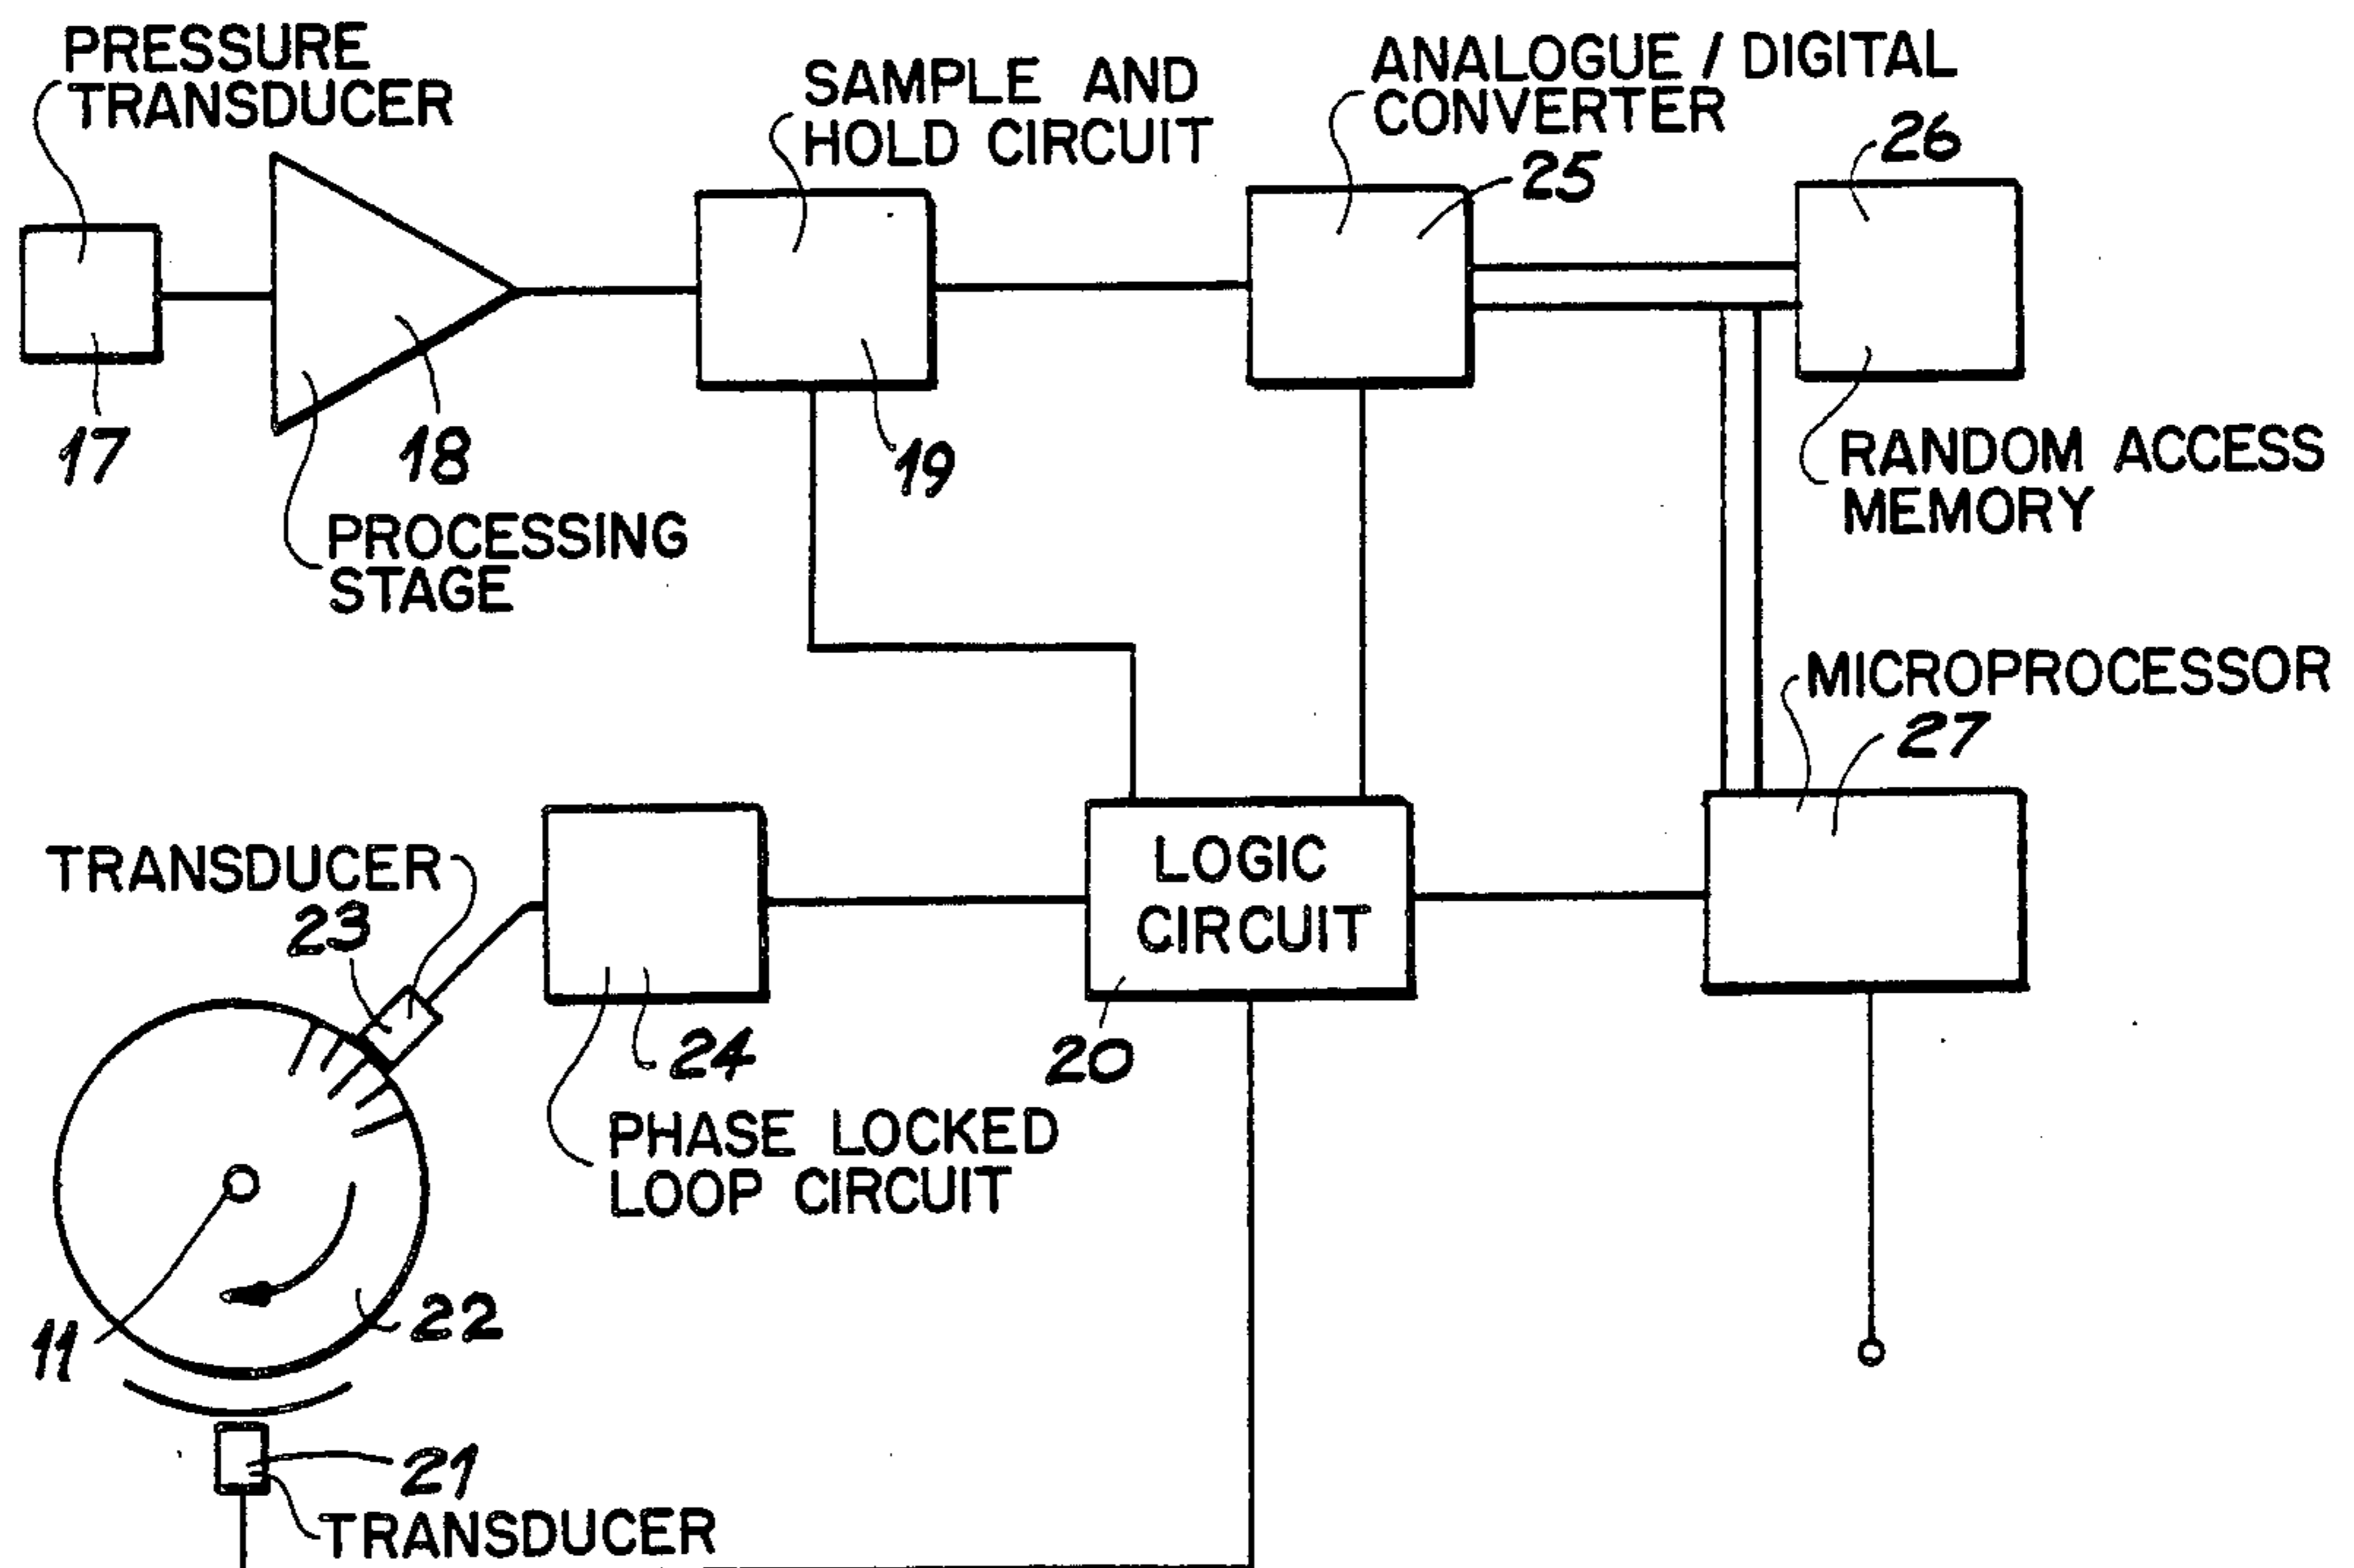 PRESSURE
TRANSDUCER
17
18
PROCESSING
STAGE
SAMPLE AND
HOLD CIRCUIT
19
ANALOGUE / DIGITAL
CONVERTER
25
26
RANDOM ACCESS
MEMORY
MICROPROCESSOR
27
LOGIC
CIRCUIT
20
TRANSDUCER
23
24
PHASE LOCKED
LOOP CIRCUIT
11
22
21
TRANSDUCER